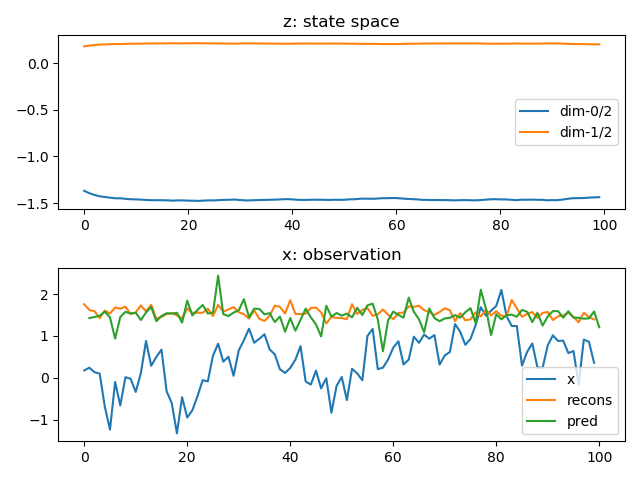 z: state space
0.0
−0.5
−1.0
−1.5
dim-0/2
dim-1/2
0 20 40 60 80 100
x: observation
2
1
0
−1
x
recons
pred
0 20 40 60 80 100